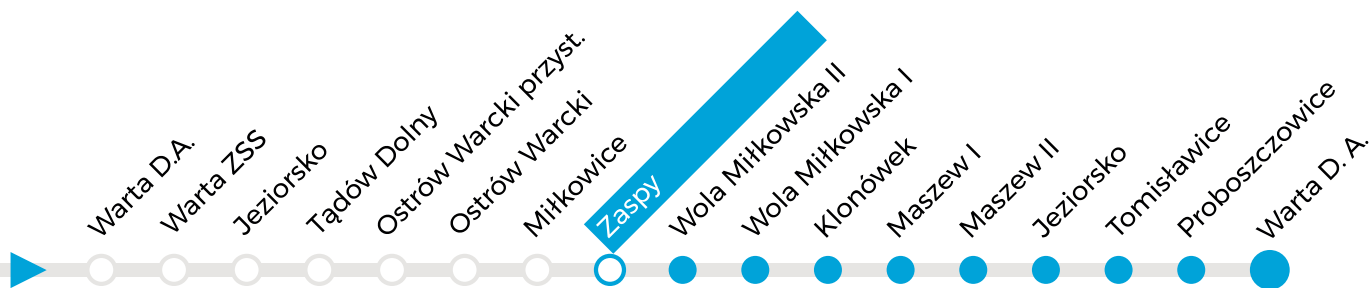 Warta D.A.
Warta ZSS
Jeziorsko
Tądów Dolny
Ostrów Warcki przyst.
Ostrów Warcki
Miłkowice
Zaspy
Wola Miłkowska II
Wola Miłkowska I
Klonówek
Maszew I
Maszew II
Jeziorsko
Tomisławice
Proboszczowice
Warta D. A.